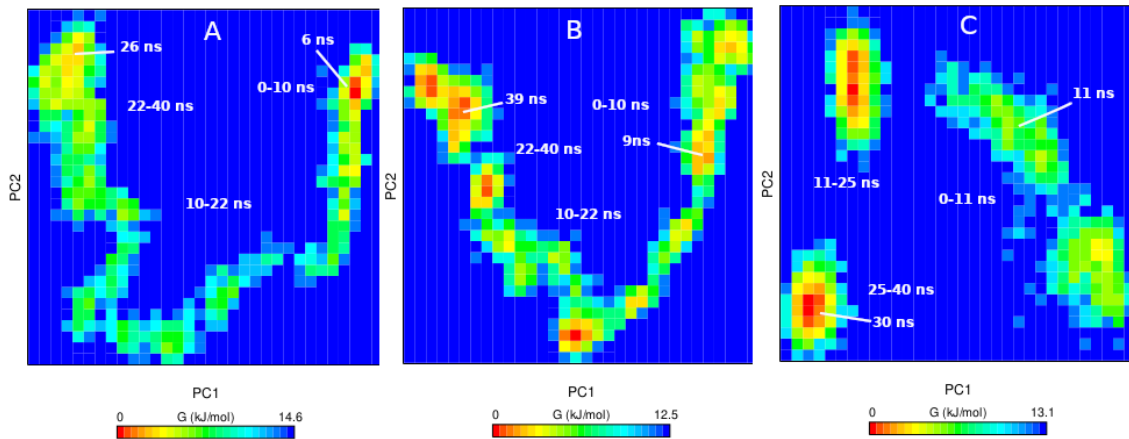 A
26 ns
6 ns
0-10 ns
22-40 ns
10-22 ns
PC2
PC1
0 G (kJ/mol) 14.6
B
39 ns
0-10 ns
9ns
22-40 ns
10-22 ns
PC2
PC1
0 G (kJ/mol) 12.5
C
11 ns
11-25 ns
0-11 ns
25-40 ns
30 ns
PC2
PC1
0 G (kJ/mol) 13.1